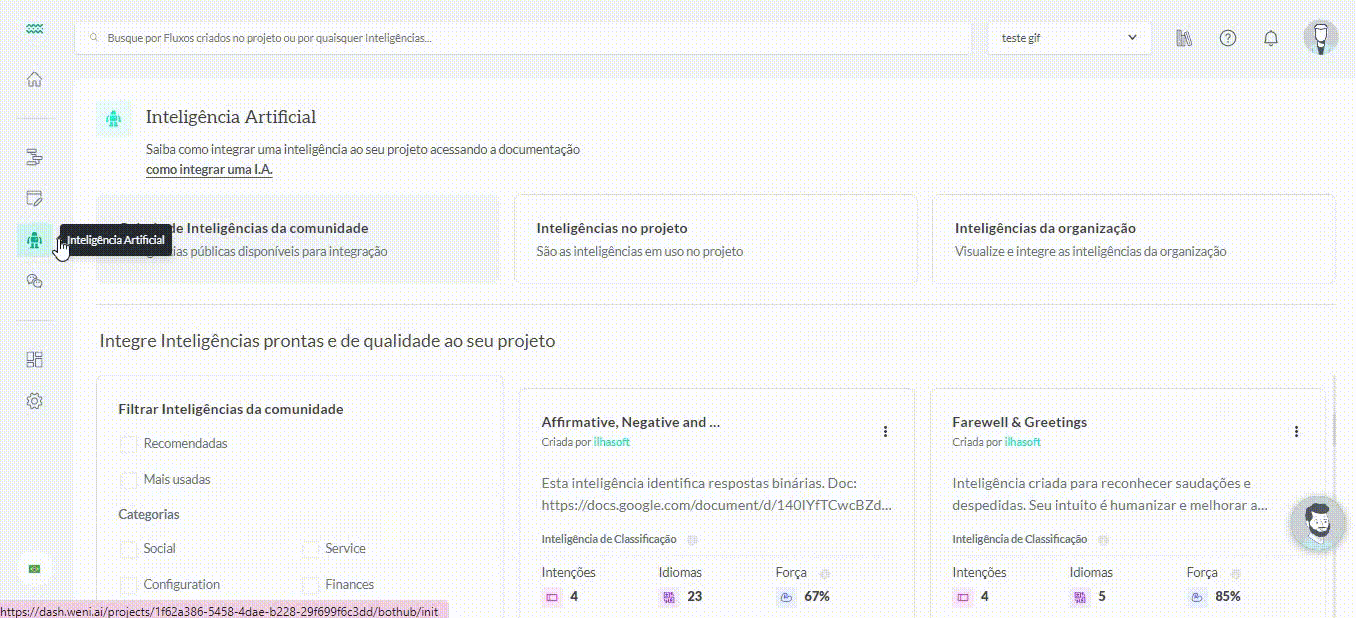 Busque por Fluxos criados no projeto ou por quaisquer Inteligências...
teste gif
Inteligência Artificial
Saiba como integrar uma inteligência ao seu projeto acessando a documentação
como integrar uma I.A.
de Inteligências da comunidade
públicas disponíveis para integração
Inteligência Artificial
Inteligências no projeto
São as inteligências em uso no projeto
Inteligências da organização
Visualize e integre as inteligências da organização
Integre Inteligências prontas e de qualidade ao seu projeto
Filtrar Inteligências da comunidade
Recomendadas
Mais usadas
Categorias
Social
Service
Configuration
Finances
Affirmative, Negative and ...
Criada por ilhasoft
Esta inteligência identifica respostas binárias. Doc:
https://docs.google.com/document/d/140IYfTCwcBZd...
Inteligência de Classificação
Intenções Idiomas Força
4 23 67%
Farewell & Greetings
Criada por ilhasoft
Inteligência criada para reconhecer saudações e
despedidas. Seu intuito é humanizar e melhorar a...
Inteligência de Classificação
Intenções Idiomas Força
4 5 85%
https://dash.weni.ai/projects/1f62a386-5458-4dae-b228-29f699f6c3dd/bothub/init